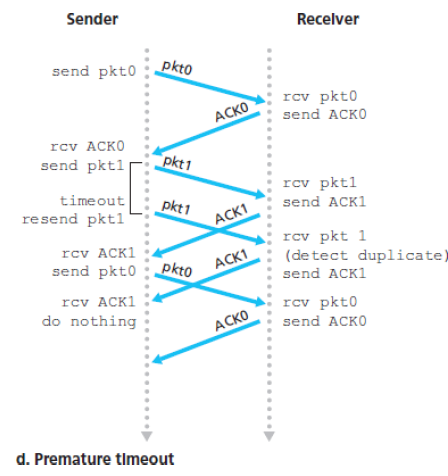 Sender Receiver
send pkt0
pkt0
rcv pkt0
send ACK0
ACK0
rcv ACK0
send pkt1
pkt1
rcv pkt1
send ACK1
ACK1
timeout
resend pkt1
pkt1
rcv pkt 1
(detect duplicate)
send ACK1
ACK1
rcv ACK1
send pkt0
pkt0
rcv pkt0
send ACK0
ACK0
rcv ACK1
do nothing
d. Premature timeout